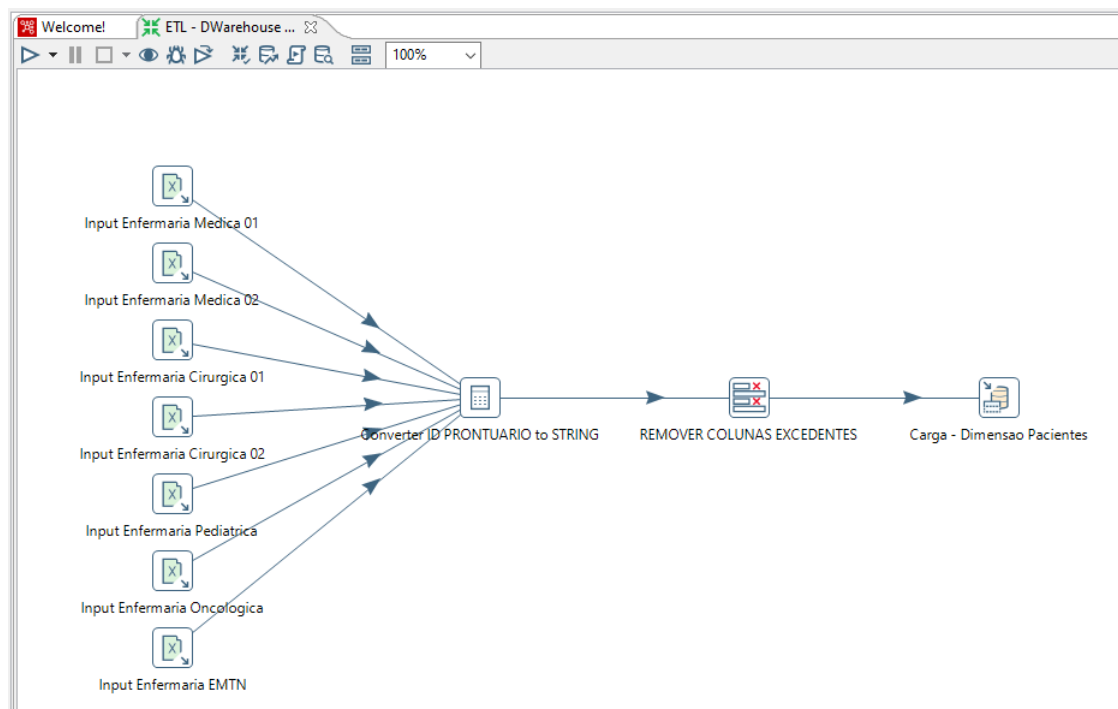 Welcome!
ETL - DWarehouse ...
100%
Input Enfermaria Medica 01
Input Enfermaria Medica 02
Input Enfermaria Cirurgica 01
Input Enfermaria Cirurgica 02
Input Enfermaria Pediatrica
Input Enfermaria Oncologica
Input Enfermaria EMTN
Converter ID PRONTUARIO to STRING
REMOVER COLUNAS EXCEDENTES
Carga - Dimensao Pacientes